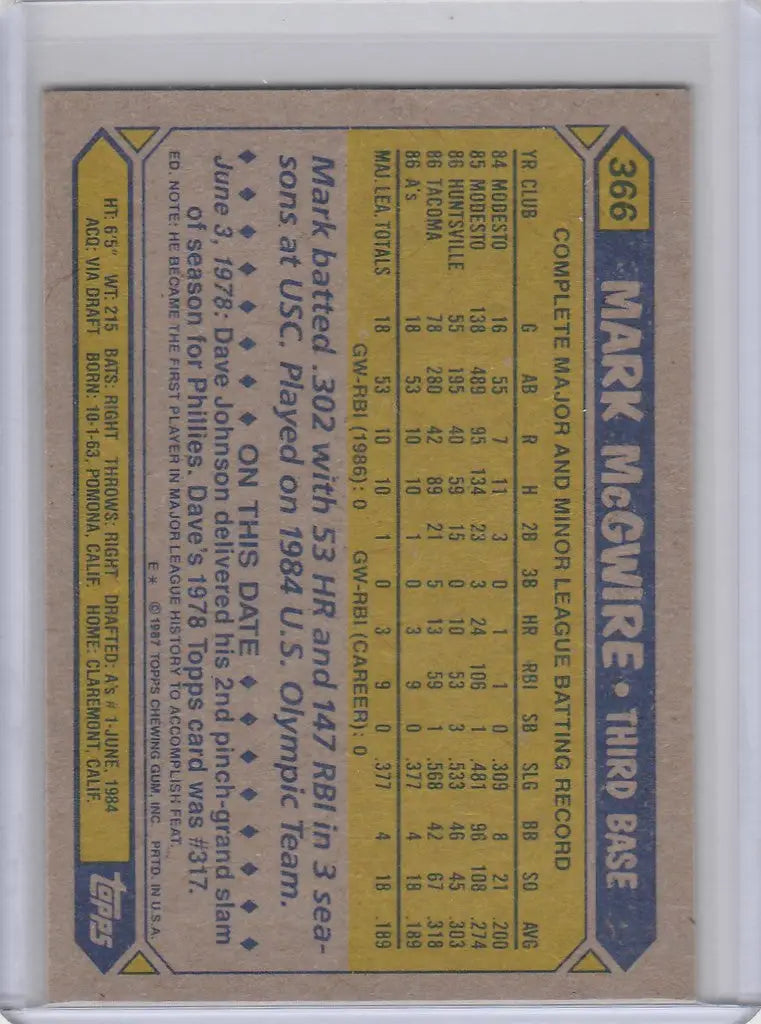 366 MARK McGWIRE • THIRD BASE
COMPLETE MAJOR AND MINOR LEAGUE BATTING RECORD
YR CLUB G AB R H 2B 3B HR RBI SB SLG BB SO AVG
84 MODESTO 16 55 7 11 3 0 1 1 0 .309 8 21 .200
85 MODESTO 138 489 95 134 23 3 24 106 1 .481 96 108 .274
86 HUNTSVILLE 55 195 40 59 15 0 10 53 3 .533 46 45 .303
86 TACOMA 78 280 42 89 21 5 13 59 1 .568 42 67 .318
86 A's 18 53 10 10 1 0 3 9 0 .377 4 18 .189
MAJ. LEA. TOTALS 18 53 10 10 1 0 3 9 0 .377 4 18 .189
GW-RBI (1986): 0 GW-RBI (CAREER): 0
Mark batted .302 with 53 HR and 147 RBI in 3 sea-
sons at USC. Played on 1984 U.S. Olympic Team.
♦ ♦ ♦ ♦ ♦ ♦ ♦ ON THIS DATE ♦ ♦ ♦ ♦ ♦ ♦ ♦
June 3, 1978: Dave Johnson delivered his 2nd pinch-grand slam
of season for Phillies. Dave's 1978 Topps card was #317.
ED. NOTE: HE BECAME THE FIRST PLAYER IN MAJOR LEAGUE HISTORY TO ACCOMPLISH FEAT.
E* ©1987 TOPPS CHEWING GUM, INC. PRTD. IN U.S.A.
HT: 6'5" WT: 215 BATS: RIGHT THROWS: RIGHT DRAFTED: A's #1-JUNE, 1984
ACQ: VIA DRAFT BORN: 10-1-63, POMONA, CALIF. HOME: CLAREMONT, CALIF.
TOPPS